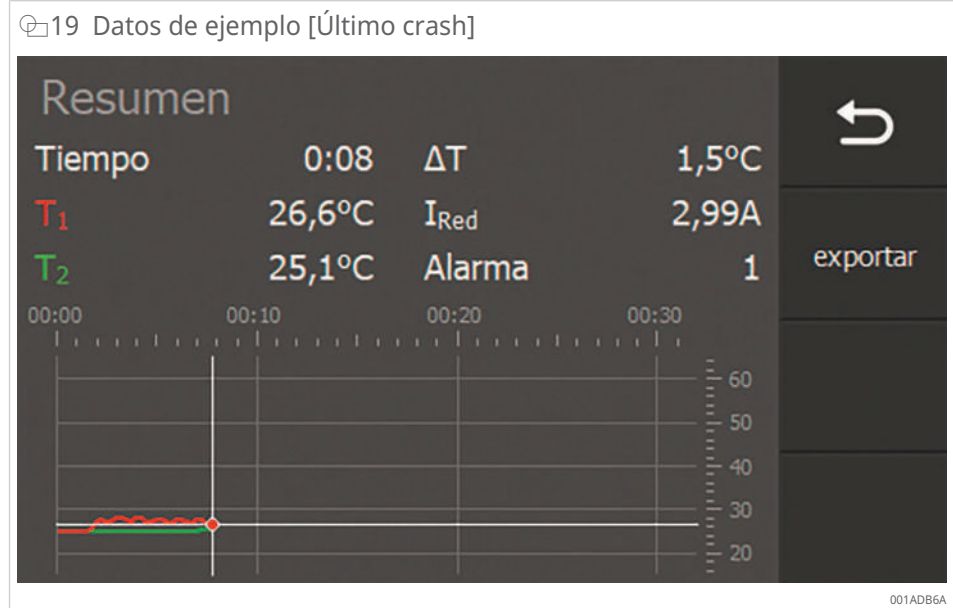 19 Datos de ejemplo [Último crash]
Resumen
Tiempo 0:08 ΔT 1,5°C
T₁ 26,6°C I_Red 2,99A
T₂ 25,1°C Alarma 1
exportar
00:00 00:10 00:20 00:30
60
50
40
30
20
001ADB6A